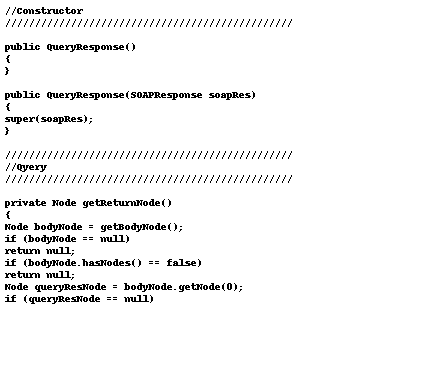 //Constructor
////////////////////////////////////////////////
public QueryResponse()
{
}
public QueryResponse(SOAPResponse soapRes)
{
super(soapRes);
}
////////////////////////////////////////////////
//Qyery
////////////////////////////////////////////////
private Node getReturnNode()
{
Node bodyNode = getBodyNode();
if (bodyNode == null)
return null;
if (bodyNode.hasNodes() == false)
return null;
Node queryResNode = bodyNode.getNode(0);
if (queryResNode == null)